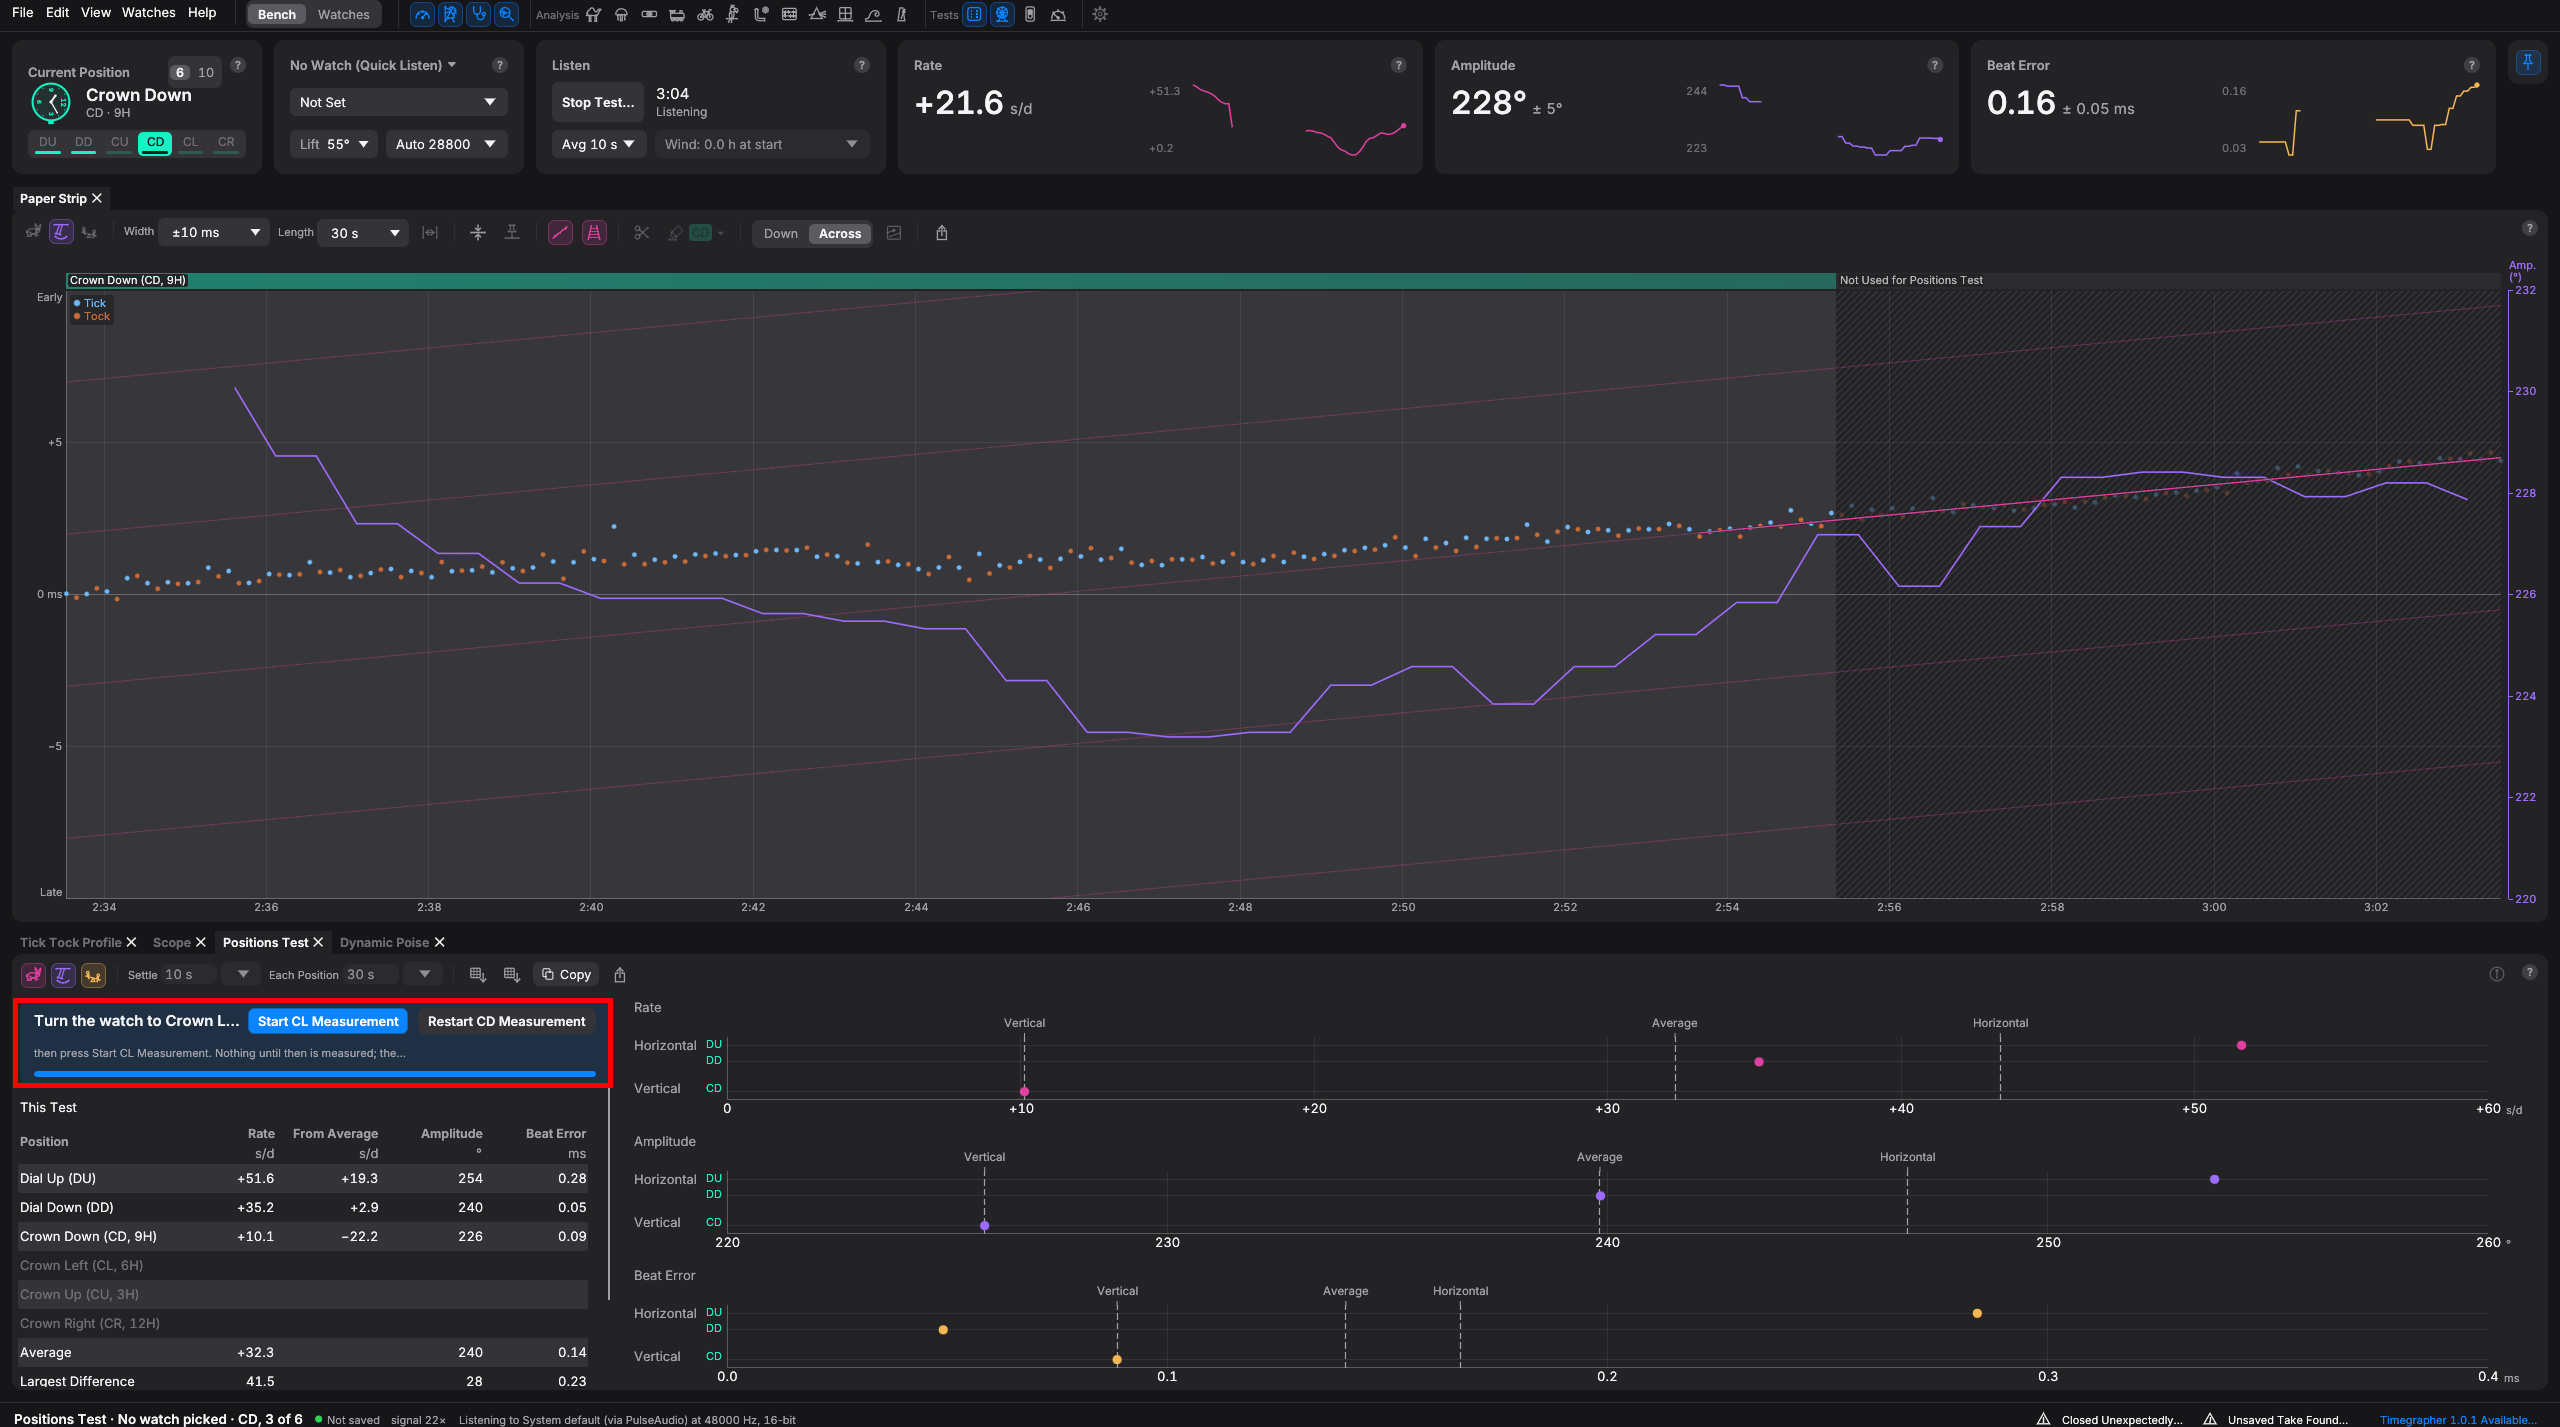 File Edit View Watches Help Bench Watches Analysis Tests
Current Position 6 10 ?
Crown Down
CD · 9H
DU DD CU CD CL CR
No Watch (Quick Listen) ?
Not Set
Lift 55° Auto 28800
Listen ?
Stop Test... 3:04
Listening
Avg 10 s Wind: 0.0 h at start
Rate ?
+21.6 s/d
+51.3
+0.2
Amplitude ?
228° ± 5°
244
223
Beat Error ?
0.16 ± 0.05 ms
0.16
0.03
Paper Strip
Width ±10 ms Length 30 s CD Down Across ?
Crown Down (CD, 9H) Not Used for Positions Test
Amp.
(°)
Early
Tick
Tock
+5
0 ms
−5
Late
232
230
228
226
224
222
220
2:34 2:36 2:38 2:40 2:42 2:44 2:46 2:48 2:50 2:52 2:54 2:56 2:58 3:00 3:02
Tick Tock Profile Scope Positions Test Dynamic Poise
Settle 10 s Each Position 30 s Copy ?
Turn the watch to Crown L... Start CL Measurement Restart CD Measurement
then press Start CL Measurement. Nothing until then is measured; the...
This Test
Position Rate From Average Amplitude Beat Error
s/d s/d ° ms
Dial Up (DU) +51.6 +19.3 254 0.28
Dial Down (DD) +35.2 +2.9 240 0.05
Crown Down (CD, 9H) +10.1 −22.2 226 0.09
Crown Left (CL, 6H)
Crown Up (CU, 3H)
Crown Right (CR, 12H)
Average +32.3 240 0.14
Largest Difference 41.5 28 0.23
Rate
Vertical Average Horizontal
Horizontal DU
DD
Vertical CD
0 +10 +20 +30 +40 +50 +60 s/d
Amplitude
Vertical Average Horizontal
Horizontal DU
DD
Vertical CD
220 230 240 250 260 °
Beat Error
Vertical Average Horizontal
Horizontal DU
DD
Vertical CD
0.0 0.1 0.2 0.3 0.4 ms
Positions Test · No watch picked · CD, 3 of 6 Not saved signal 22× Listening to System default (via PulseAudio) at 48000 Hz, 16-bit Closed Unexpectedly... Unsaved Take Found... Timegrapher 1.0.1 Available...